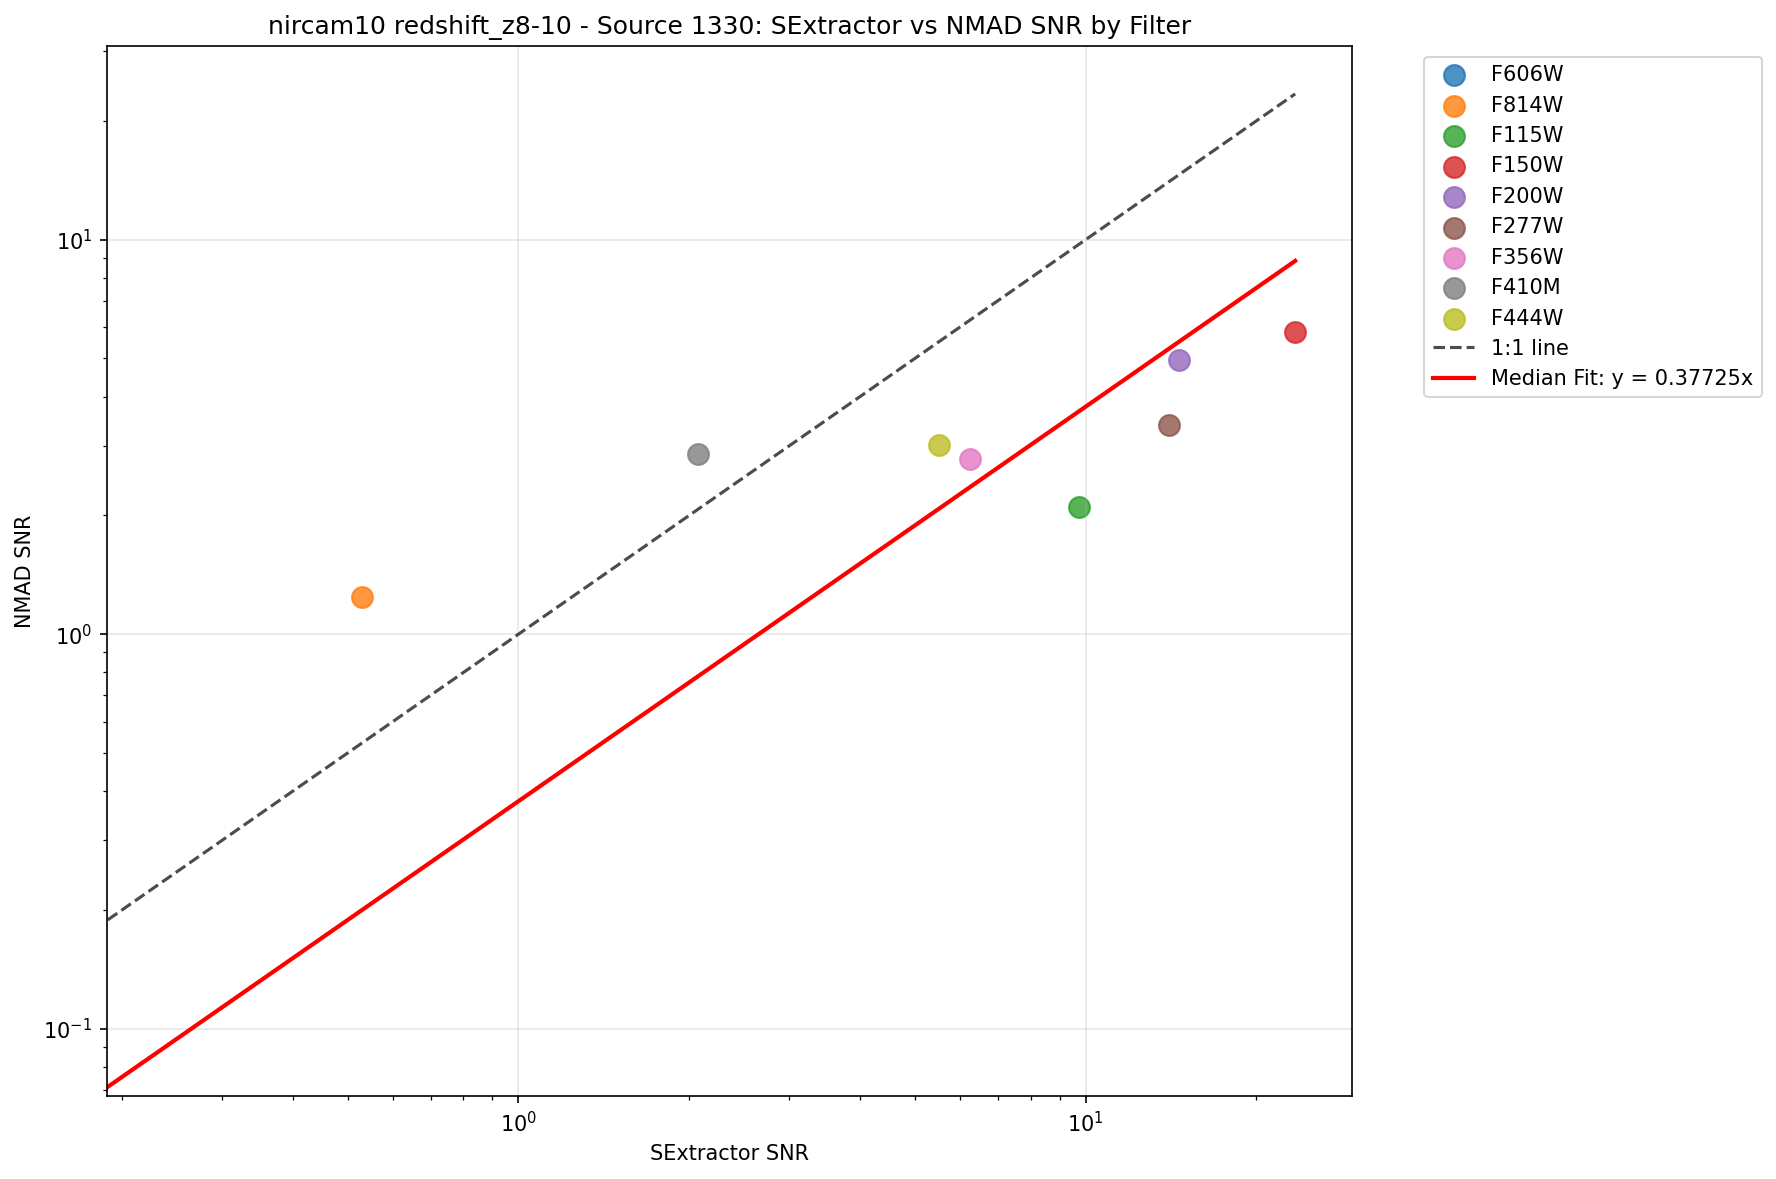 nircam10 redshift_z8-10 - Source 1330: SExtractor vs NMAD SNR by Filter
F606W
F814W
F115W
F150W
F200W
F277W
F356W
F410M
F444W
1:1 line
Median Fit: y = 0.37725x
NMAD SNR
10¹
10⁰
10⁻¹
10⁰
10¹
SExtractor SNR